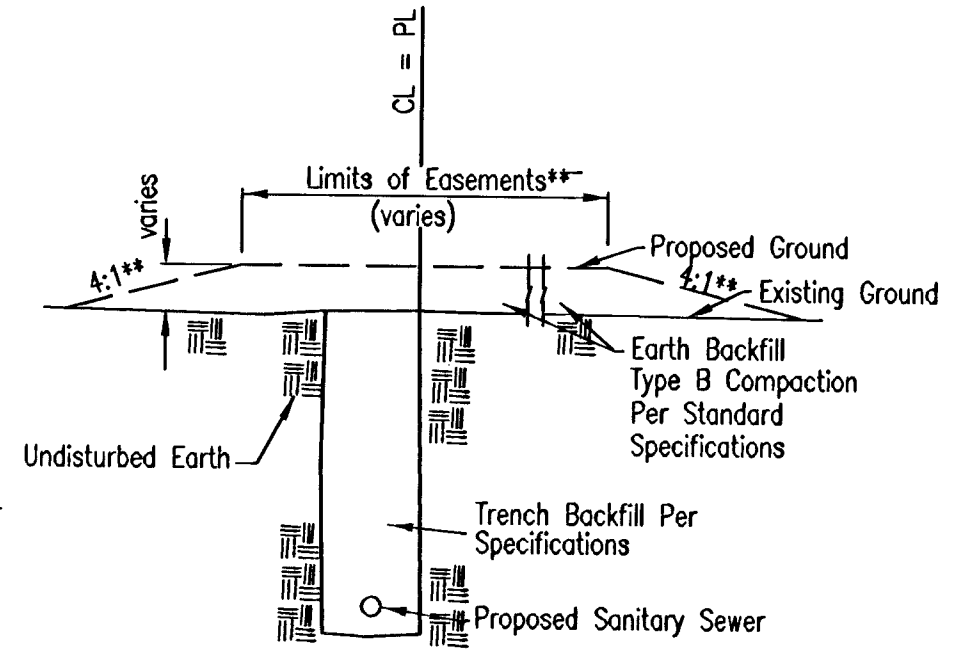 CL = PL
Limits of Easements**
(varies)
varies
4:1**
Proposed Ground
4:1**
Existing Ground
Earth Backfill
Type B Compaction
Per Standard
Specifications
Undisturbed Earth
Trench Backfill Per
Specifications
Proposed Sanitary Sewer